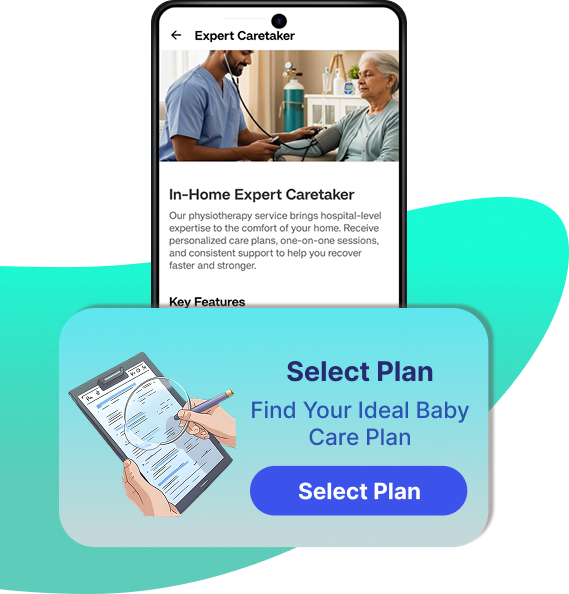 Expert Caretaker
In-Home Expert Caretaker
Our physiotherapy service brings hospital-level
expertise to the comfort of your home. Receive
personalized care plans, one-on-one sessions,
and consistent support to help you recover
faster and stronger.
Key Features
Select Plan
Find Your Ideal Baby
Care Plan
Select Plan